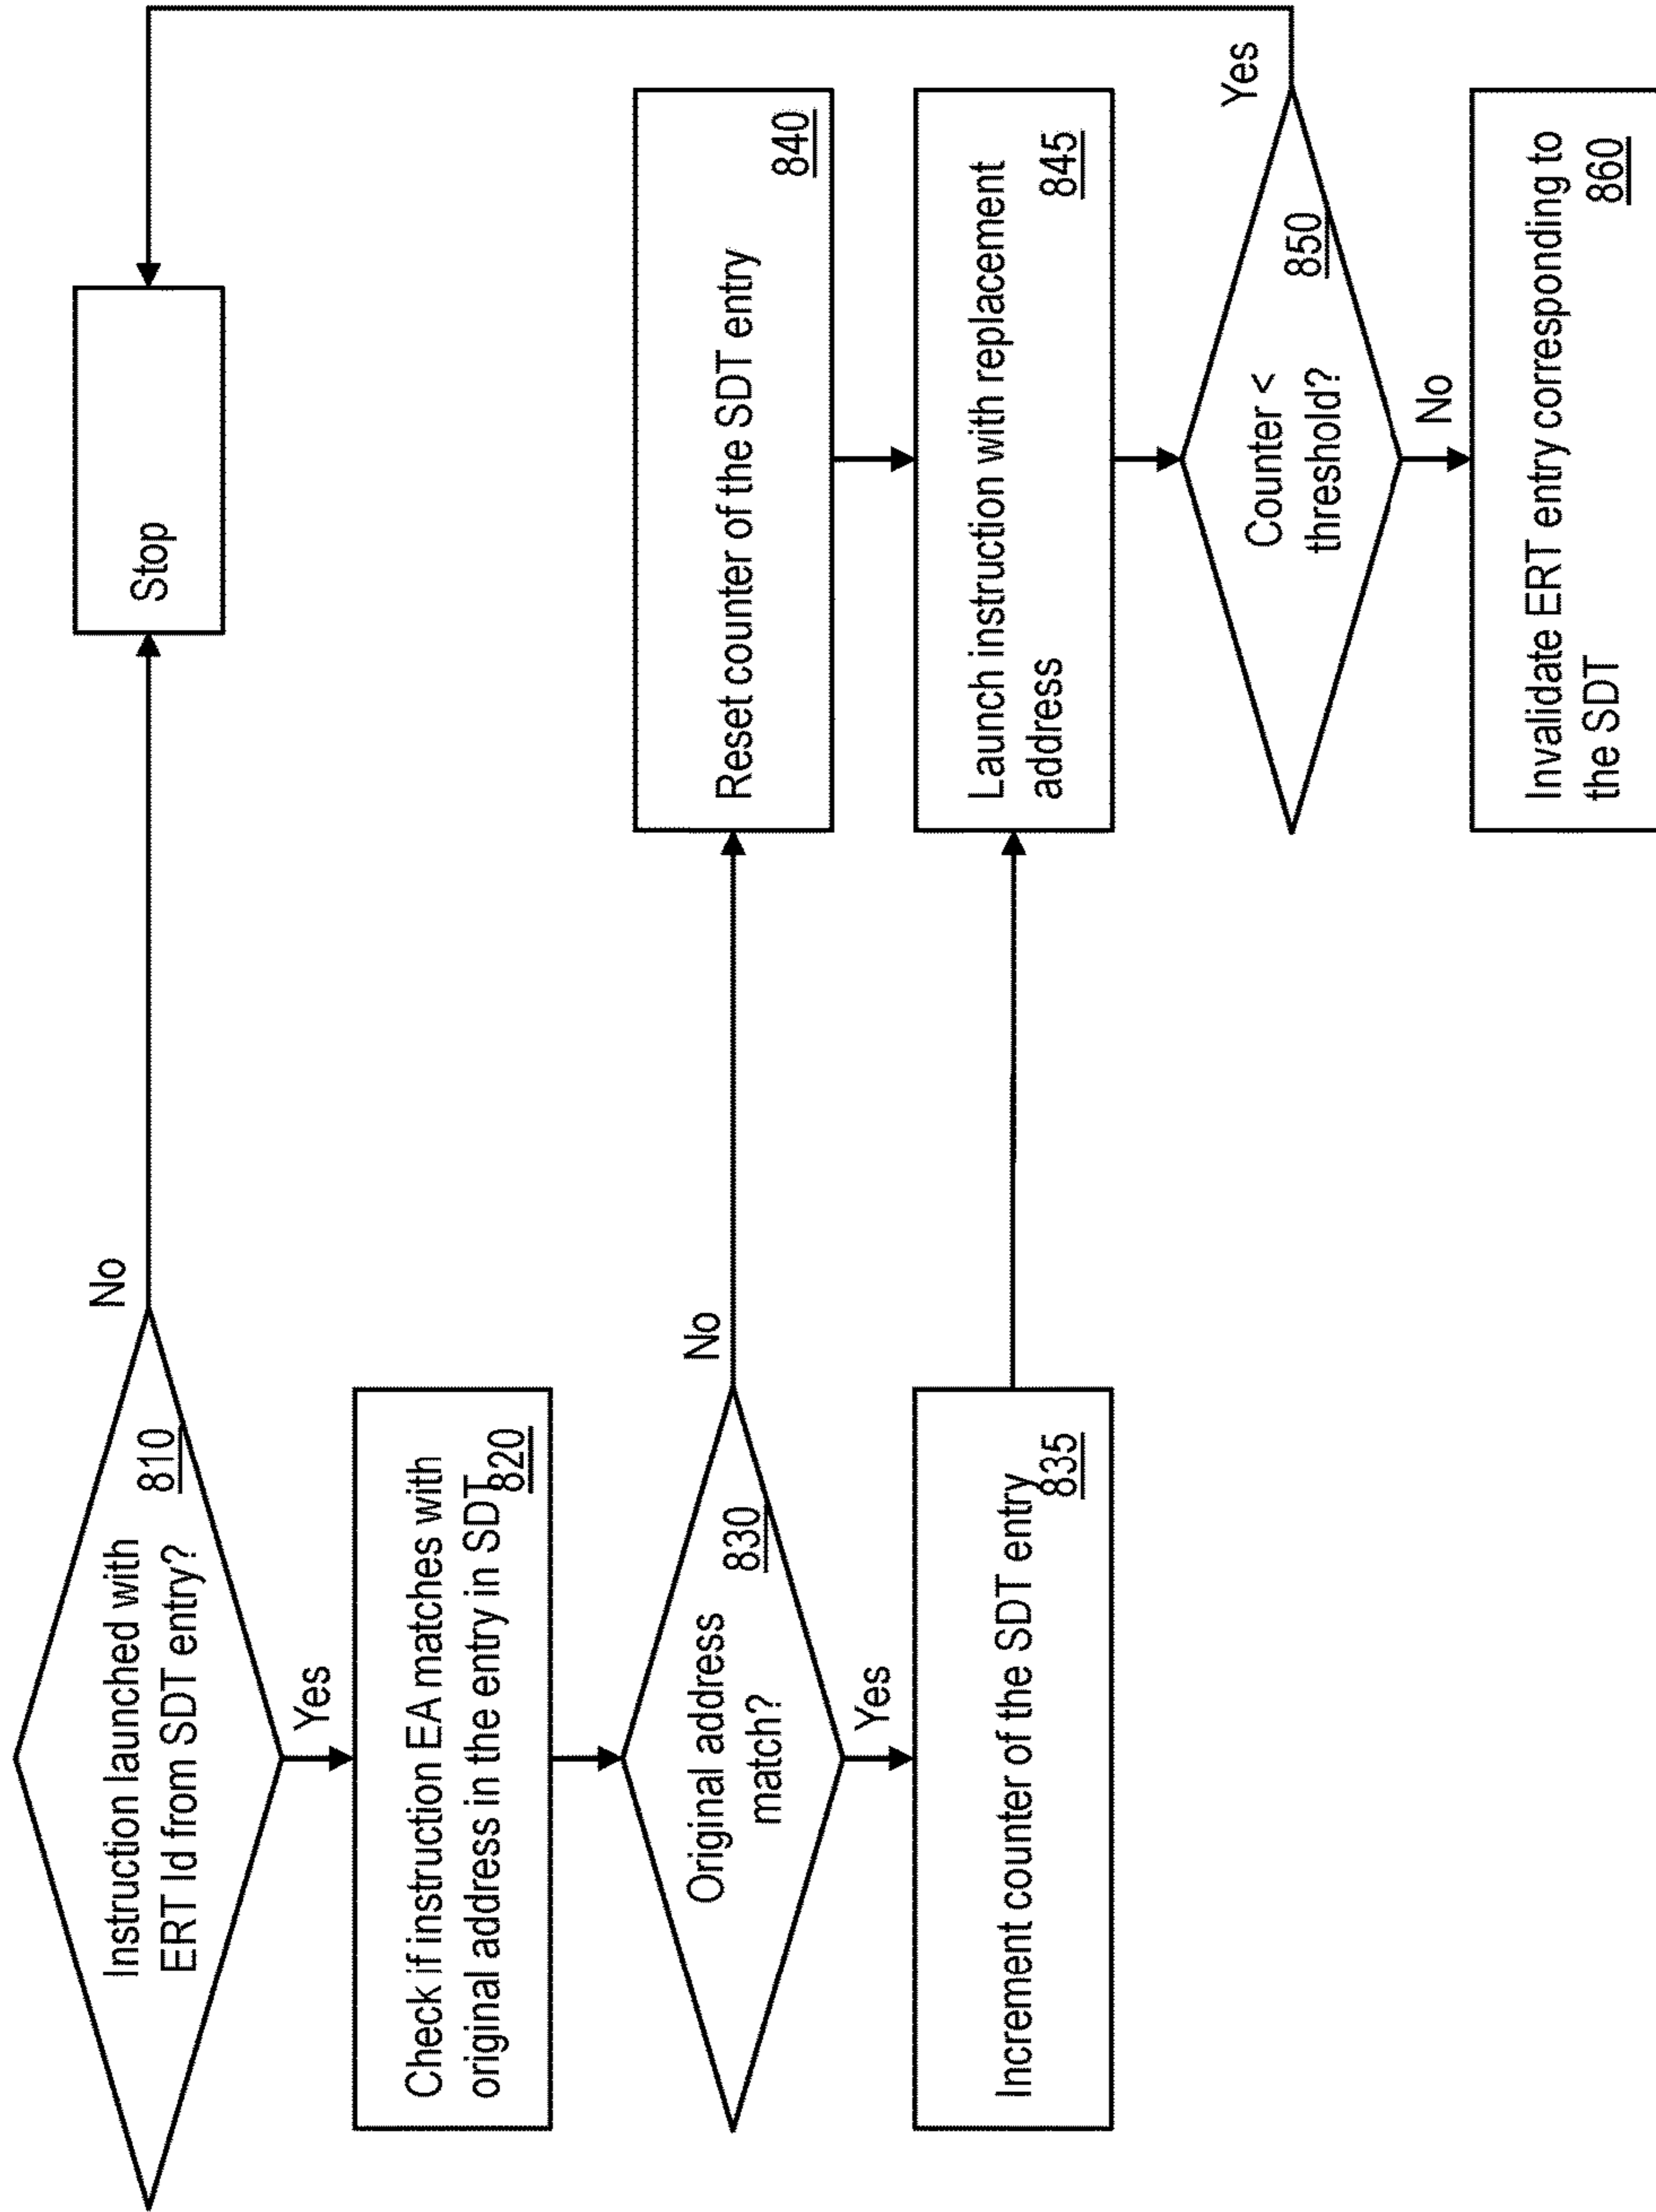 Instruction launched with
ERT Id from SDT entry?
810
No
Stop
Yes
Check if instruction EA matches with
original address in the entry in SDT
820
Original address
match?
830
No
Reset counter of the SDT entry
840
Yes
Increment counter of the SDT entry
835
Launch instruction with replacement
address
845
Counter <
threshold?
850
Yes
No
Invalidate ERT entry corresponding to
the SDT
860